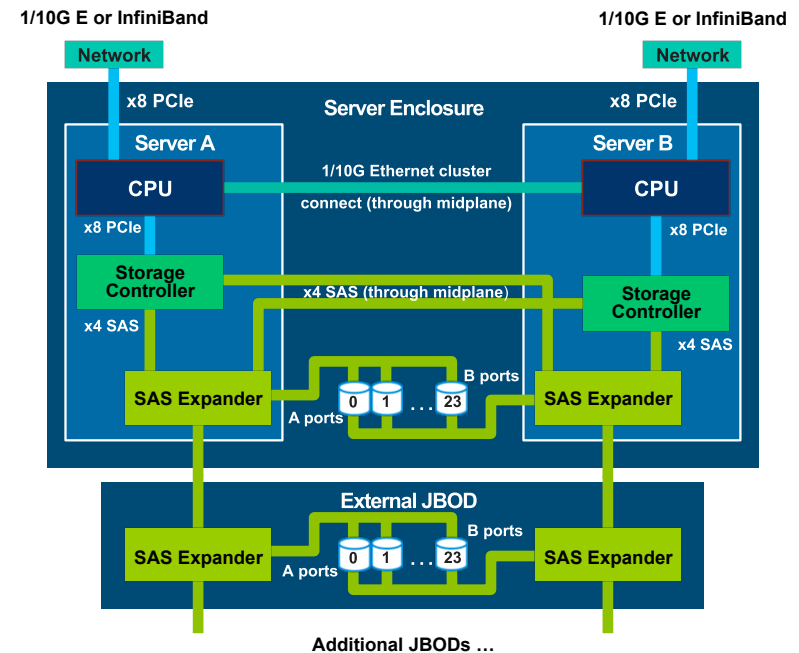 1/10G E or InfiniBand
1/10G E or InfiniBand
Network
Network
x8 PCIe
x8 PCIe
Server Enclosure
Server A
Server B
1/10G Ethernet cluster
CPU
CPU
connect (through midplane)
x8 PCIe
x8 PCIe
Storage
Controller
x4 SAS (through midplane)
Storage
Controller
x4 SAS
x4 SAS
B ports
SAS Expander
0 1 ... 23
SAS Expander
A ports
External JBOD
B ports
SAS Expander
0 1 ... 23
SAS Expander
A ports
Additional JBODs ...